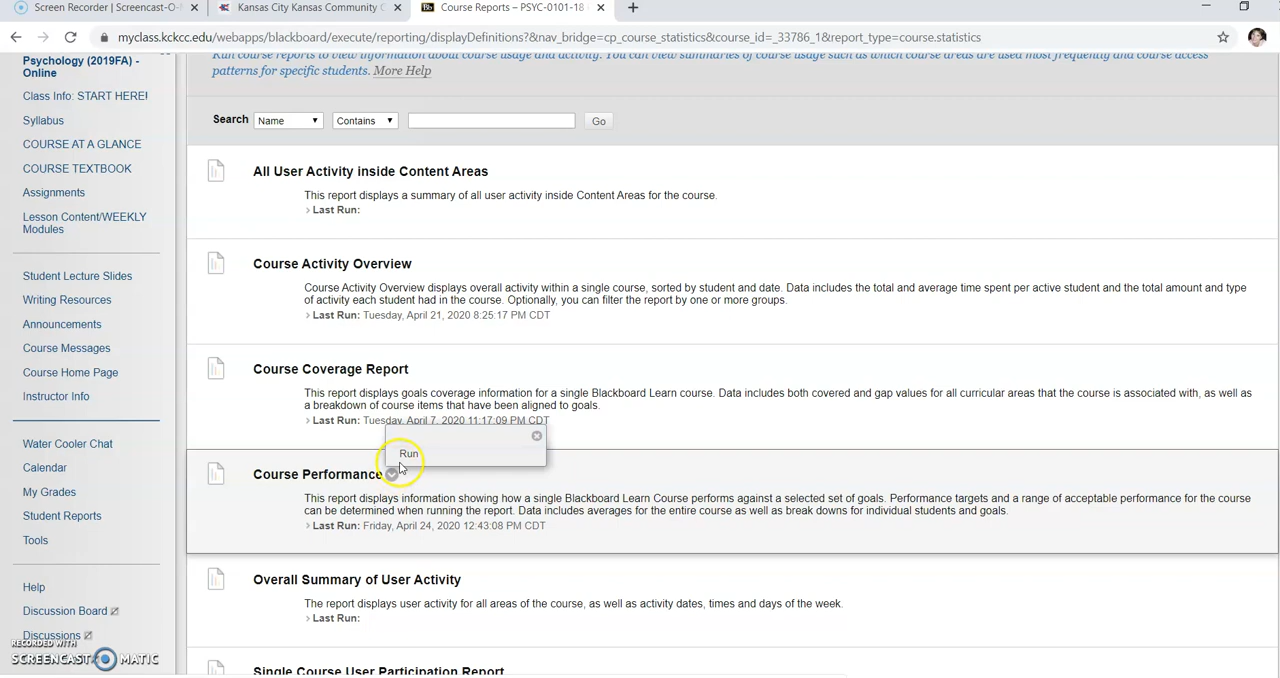 Screen Recorder | Screencast-O-
Kansas City Kansas Community C
Bb
Course Reports – PSYC-0101-18
myclass.kckcc.edu/webapps/blackboard/execute/reporting/displayDefinitions?&nav_bridge=cp_course_statistics&course_id=_33786_1&report_type=course.statistics
Psychology (2019FA) -
Online
Class Info: START HERE!
Syllabus
COURSE AT A GLANCE
COURSE TEXTBOOK
Assignments
Lesson Content/WEEKLY
Modules
Student Lecture Slides
Writing Resources
Announcements
Course Messages
Course Home Page
Instructor Info
Water Cooler Chat
Calendar
My Grades
Student Reports
Tools
Help
Discussion Board
Discussions
RECORDED WITH
SCREENCAST MATIC
Run course reports to view information about course usage and activity. You can view summaries of course usage such as which course areas are used most frequently and course access
patterns for specific students. More Help
Search Name Contains Go
All User Activity inside Content Areas
This report displays a summary of all user activity inside Content Areas for the course.
Last Run:
Course Activity Overview
Course Activity Overview displays overall activity within a single course, sorted by student and date. Data includes the total and average time spent per active student and the total amount and type
of activity each student had in the course. Optionally, you can filter the report by one or more groups.
Last Run: Tuesday, April 21, 2020 8:25:17 PM CDT
Course Coverage Report
This report displays goals coverage information for a single Blackboard Learn course. Data includes both covered and gap values for all curricular areas that the course is associated with, as well as
a breakdown of course items that have been aligned to goals.
Last Run: Tuesday, April 7, 2020 11:17:09 PM CDT
Run
Course Performance
This report displays information showing how a single Blackboard Learn Course performs against a selected set of goals. Performance targets and a range of acceptable performance for the course
can be determined when running the report. Data includes averages for the entire course as well as break downs for individual students and goals.
Last Run: Friday, April 24, 2020 12:43:08 PM CDT
Overall Summary of User Activity
The report displays user activity for all areas of the course, as well as activity dates, times and days of the week.
Last Run:
Single Course User Participation Report